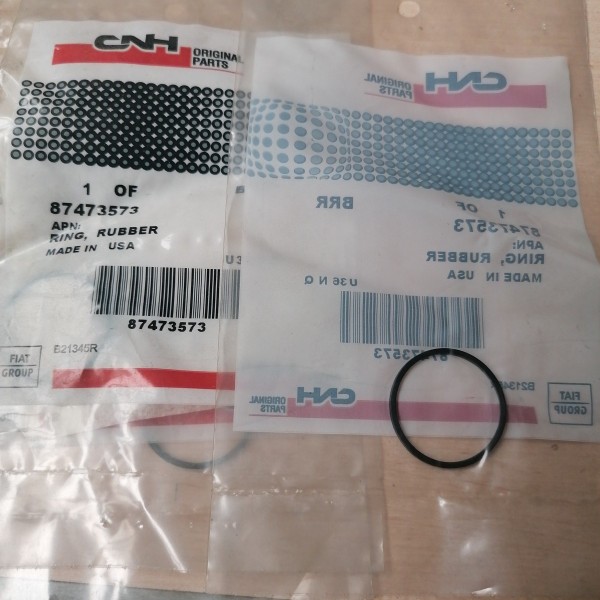 CNH ORIGINAL
PARTS
1 OF
87473573
APN:
RING, RUBBER
MADE IN USA
87473573
B21345R
FIAT
GROUP
CNH
ORIGINAL
PARTS
1 OF
87473573
APN:
RING, RUBBER
MADE IN USA
BRR
U36 N Q
CNH
ORIGINAL
PARTS
FIAT
GROUP